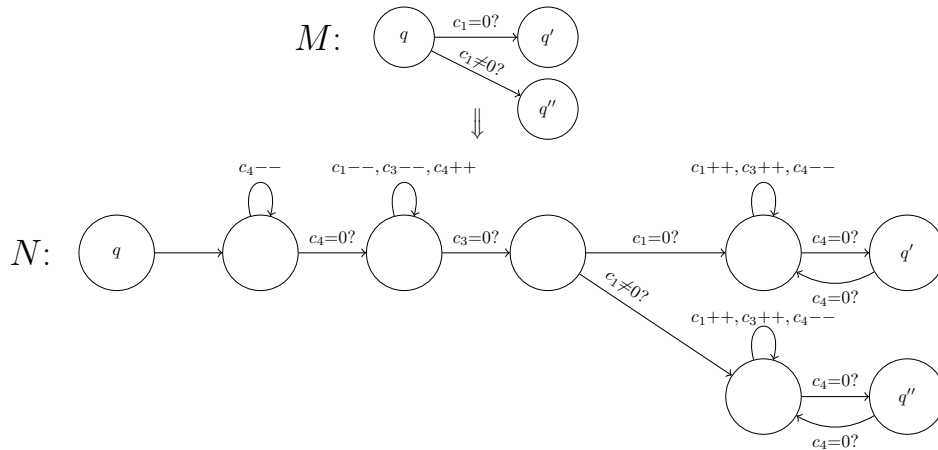 M:
q
c₁=0?
q′
c₁≠0?
q′′
⇓
c₄−−
c₁−−, c₃−−, c₄++
c₁++, c₃++, c₄−−
N:
q
c₄=0?
c₃=0?
c₁=0?
c₄=0?
q′
c₄=0?
c₁≠0?
c₁++, c₃++, c₄−−
c₄=0?
q′′
c₄=0?